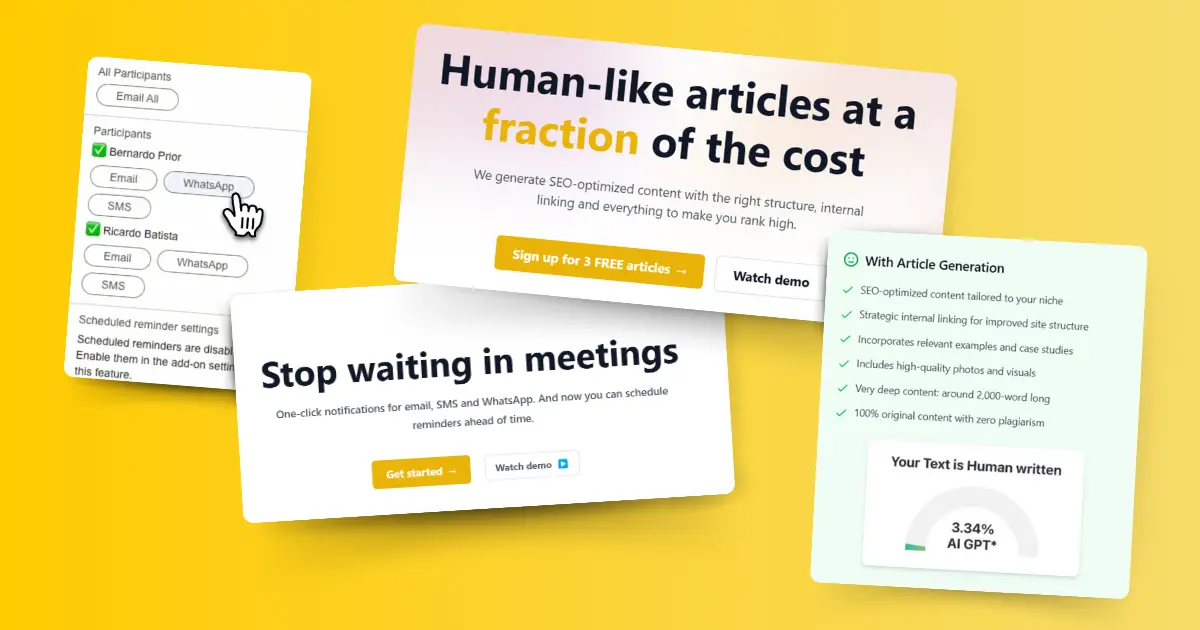 All Participants
Email All
Participants
✅ Bernardo Prior
Email
WhatsApp
SMS
✅ Ricardo Batista
Email
WhatsApp
SMS
Scheduled reminder settings
Scheduled reminders are
Enable them in the add-on
this feature.
Human-like articles at a
fraction of the cost
We generate SEO-optimized content with the right structure, internal
linking and everything to make you rank high.
Sign up for 3 FREE articles →
Watch demo
Stop waiting in meetings
One-click notifications for email, SMS and WhatsApp. And now you can schedule
reminders ahead of time.
Get started →
Watch demo
With Article Generation
SEO-optimized content tailored to your niche
Strategic internal linking for improved site structure
Incorporates relevant examples and case studies
Includes high-quality photos and visuals
Very deep content: around 2,000-word long
100% original content with zero plagiarism
Your Text is Human written
3.34%
AI GPT*